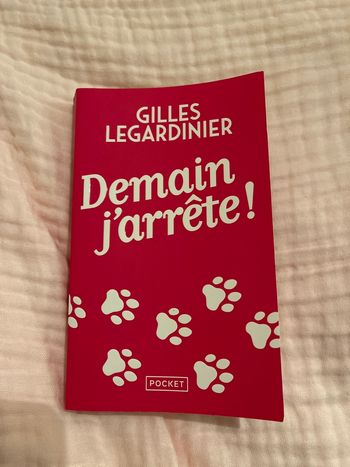 GILLES
LEGARDINIER
Demain
j'arrête !
POCKET